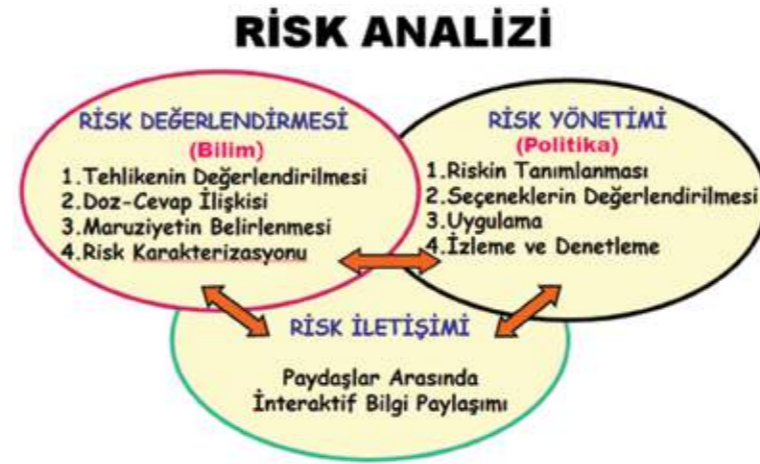 RİSK ANALİZİ
RİSK DEĞERLENDİRMESİ
(Bilim)
1.Tehlikenin Değerlendirilmesi
2.Doz-Cevap İlişkisi
3.Maruziyetin Belirlenmesi
4.Risk Karakterizasyonu
RİSK YÖNETİMİ
(Politika)
1.Riskin Tanımlanması
2.Seçeneklerin Değerlendirilmesi
3.Uygulama
4.İzleme ve Denetleme
RİSK İLETİŞİMİ
Paydaşlar Arasında
İnteraktif Bilgi Paylaşımı